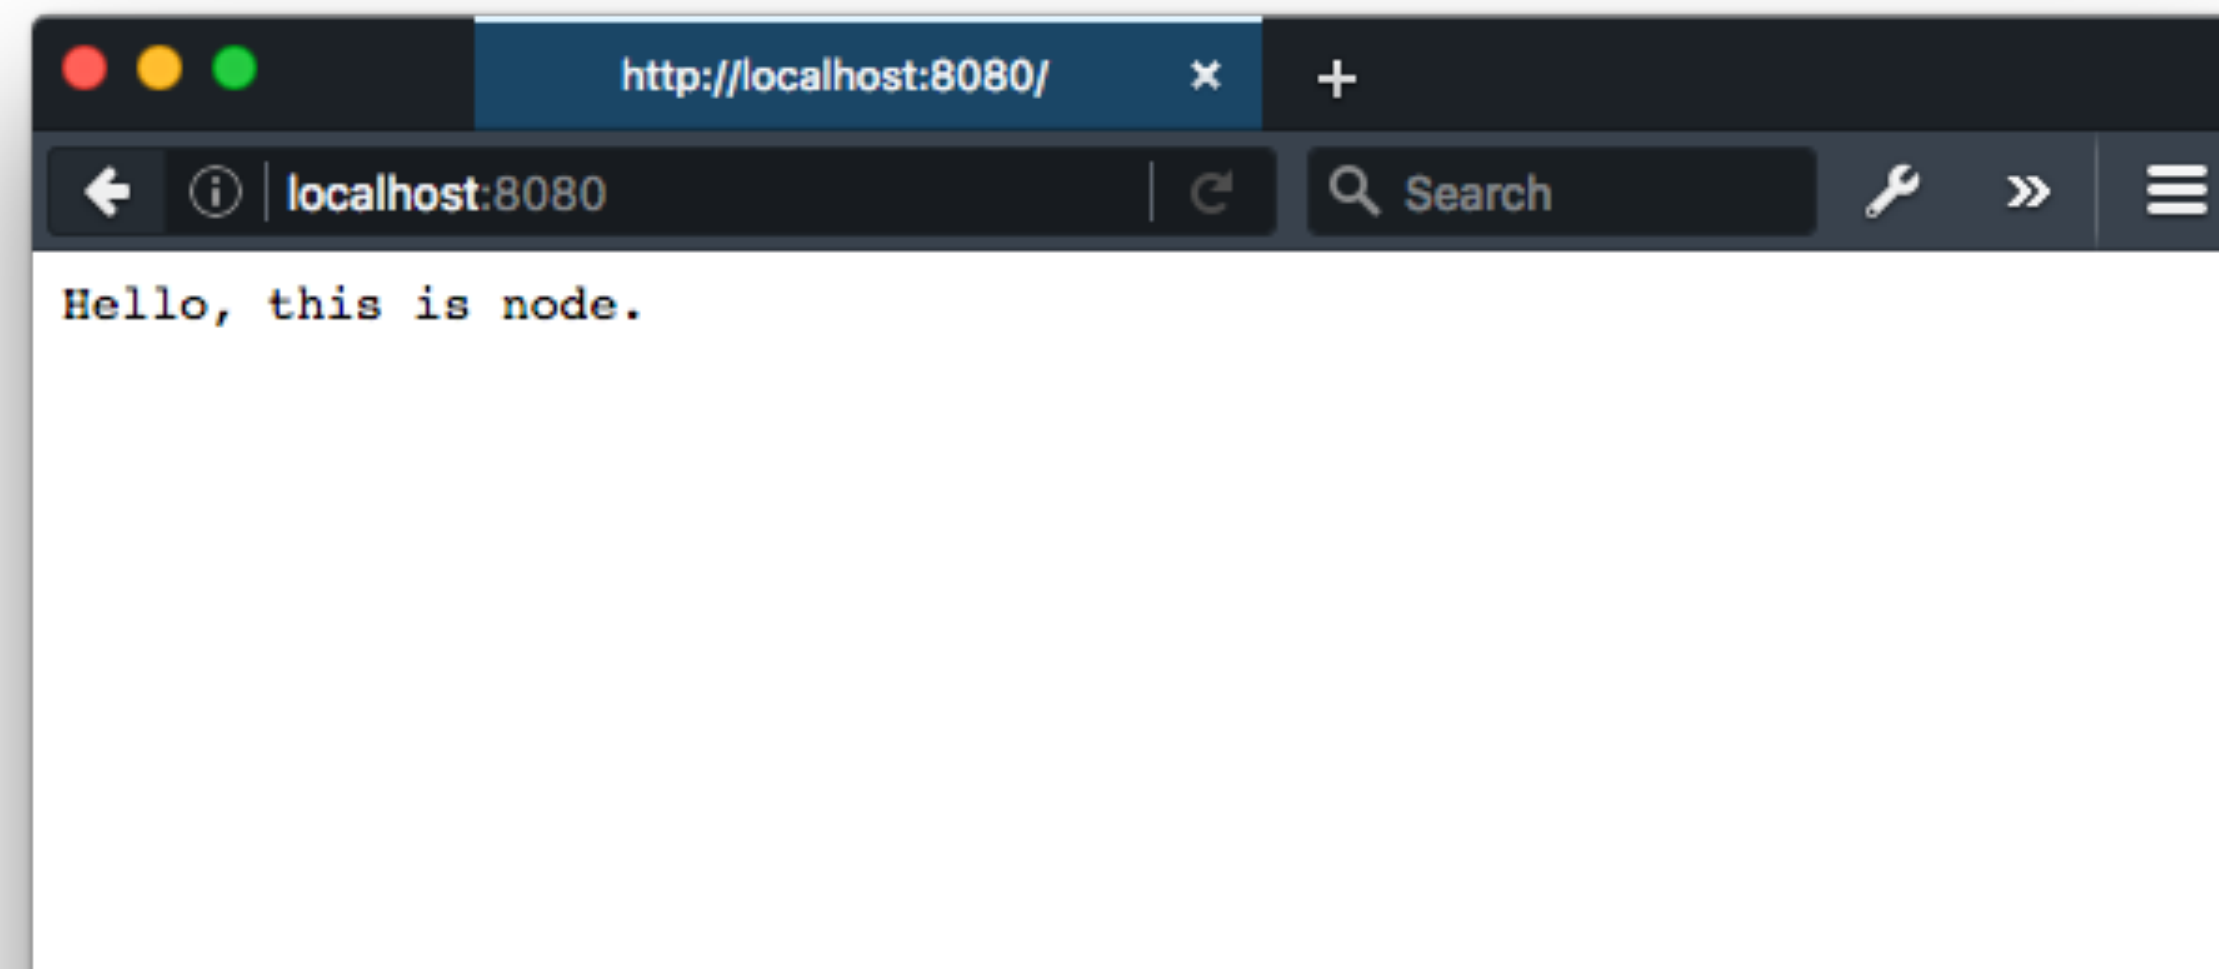 http://localhost:8080/
localhost:8080
Search
Hello, this is node.